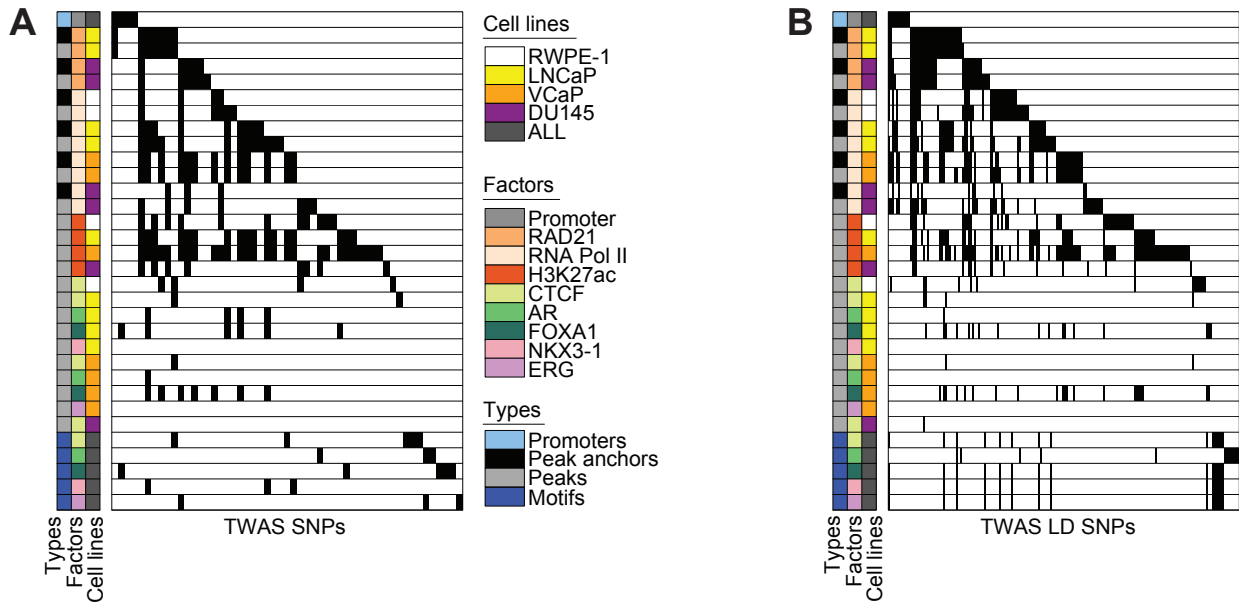 A
Types
Factors
Cell lines
TWAS SNPs
Cell lines
RWPE-1
LNCaP
VCaP
DU145
ALL
Factors
Promoter
RAD21
RNA Pol II
H3K27ac
CTCF
AR
FOXA1
NKX3-1
ERG
Types
Promoters
Peak anchors
Peaks
Motifs
B
Types
Factors
Cell lines
TWAS LD SNPs